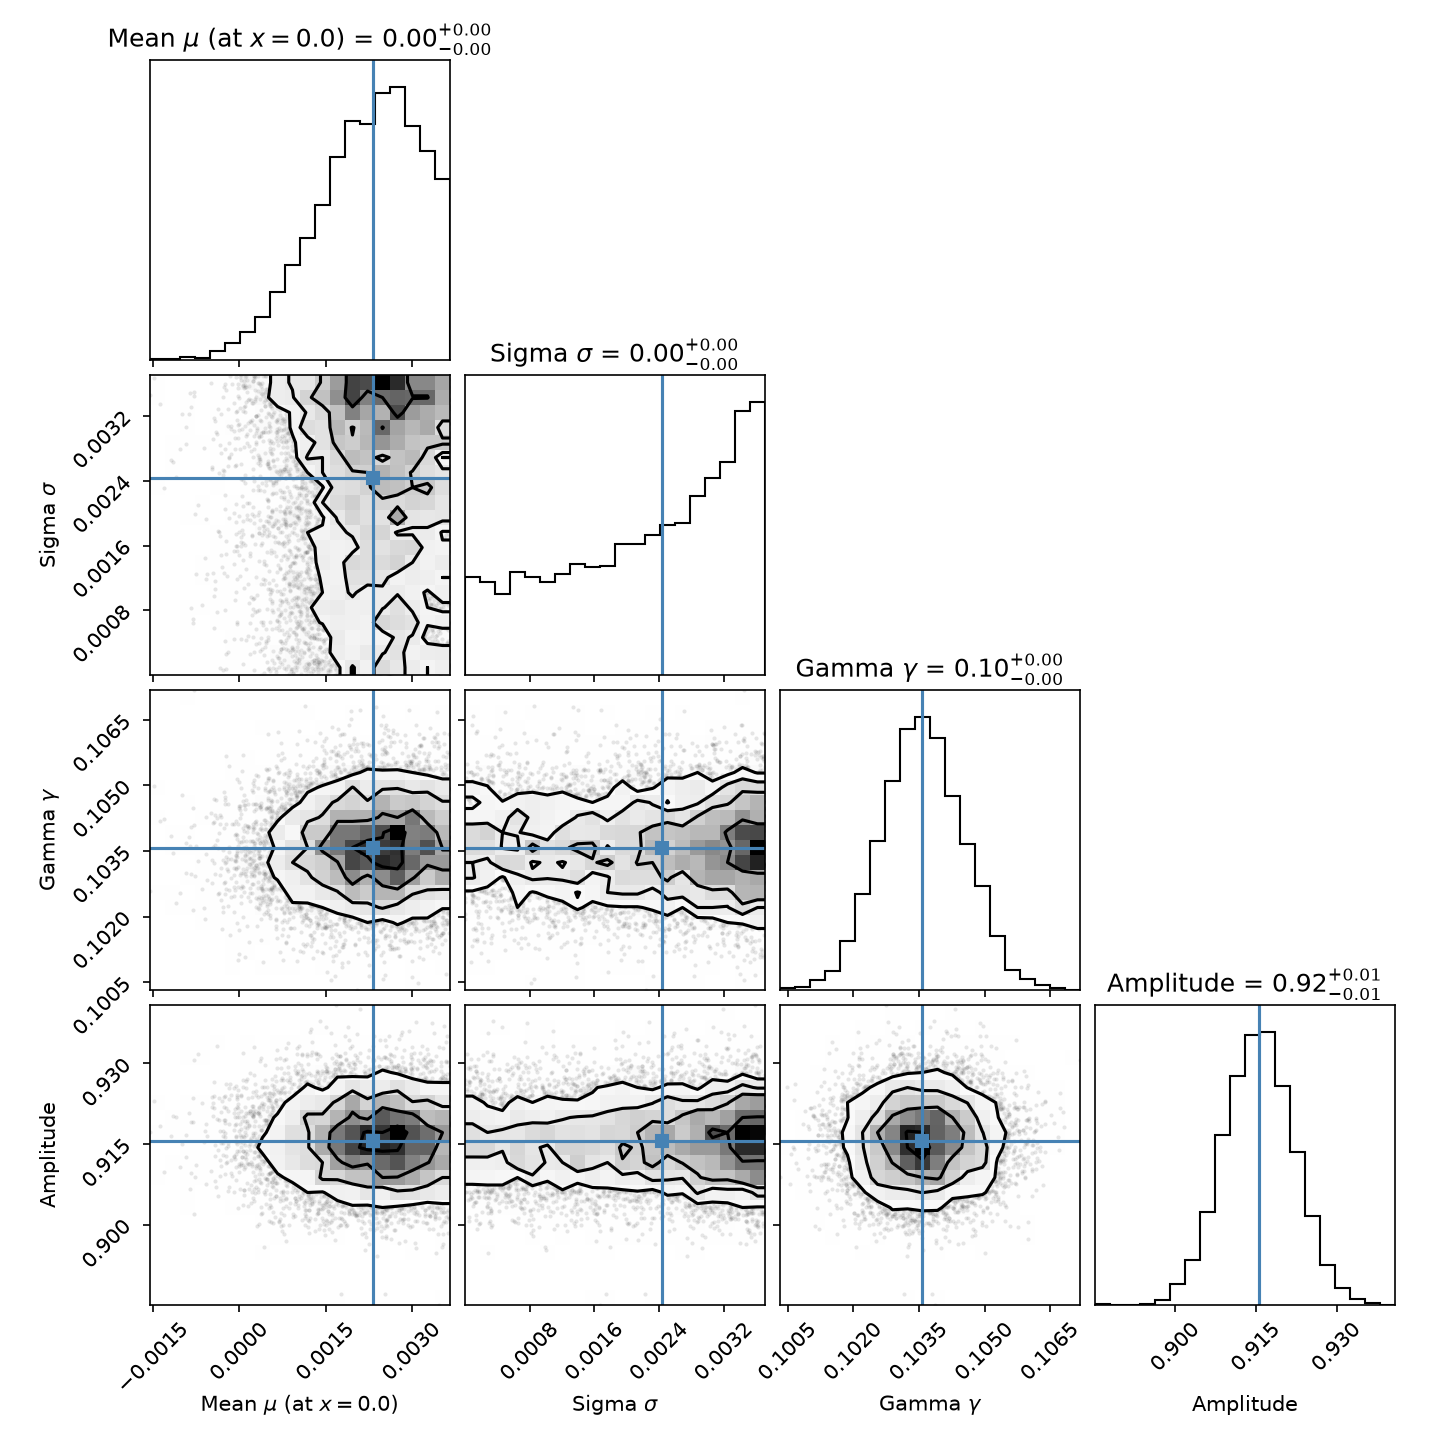 Mean μ (at x = 0.0) = 0.00+0.00−0.00
Sigma σ = 0.00+0.00−0.00
0.0032
0.0024
0.0016
0.0008
Sigma σ
Gamma γ = 0.10+0.00−0.00
0.1065
0.1050
0.1035
0.1020
0.1005
Gamma γ
Amplitude = 0.92+0.01−0.01
0.930
0.915
0.900
Amplitude
−0.0015 0.0000 0.0015 0.0030
0.0008 0.0016 0.0024 0.0032
0.1005 0.1020 0.1035 0.1050 0.1065
0.900 0.915 0.930
Mean μ (at x = 0.0)
Sigma σ
Gamma γ
Amplitude